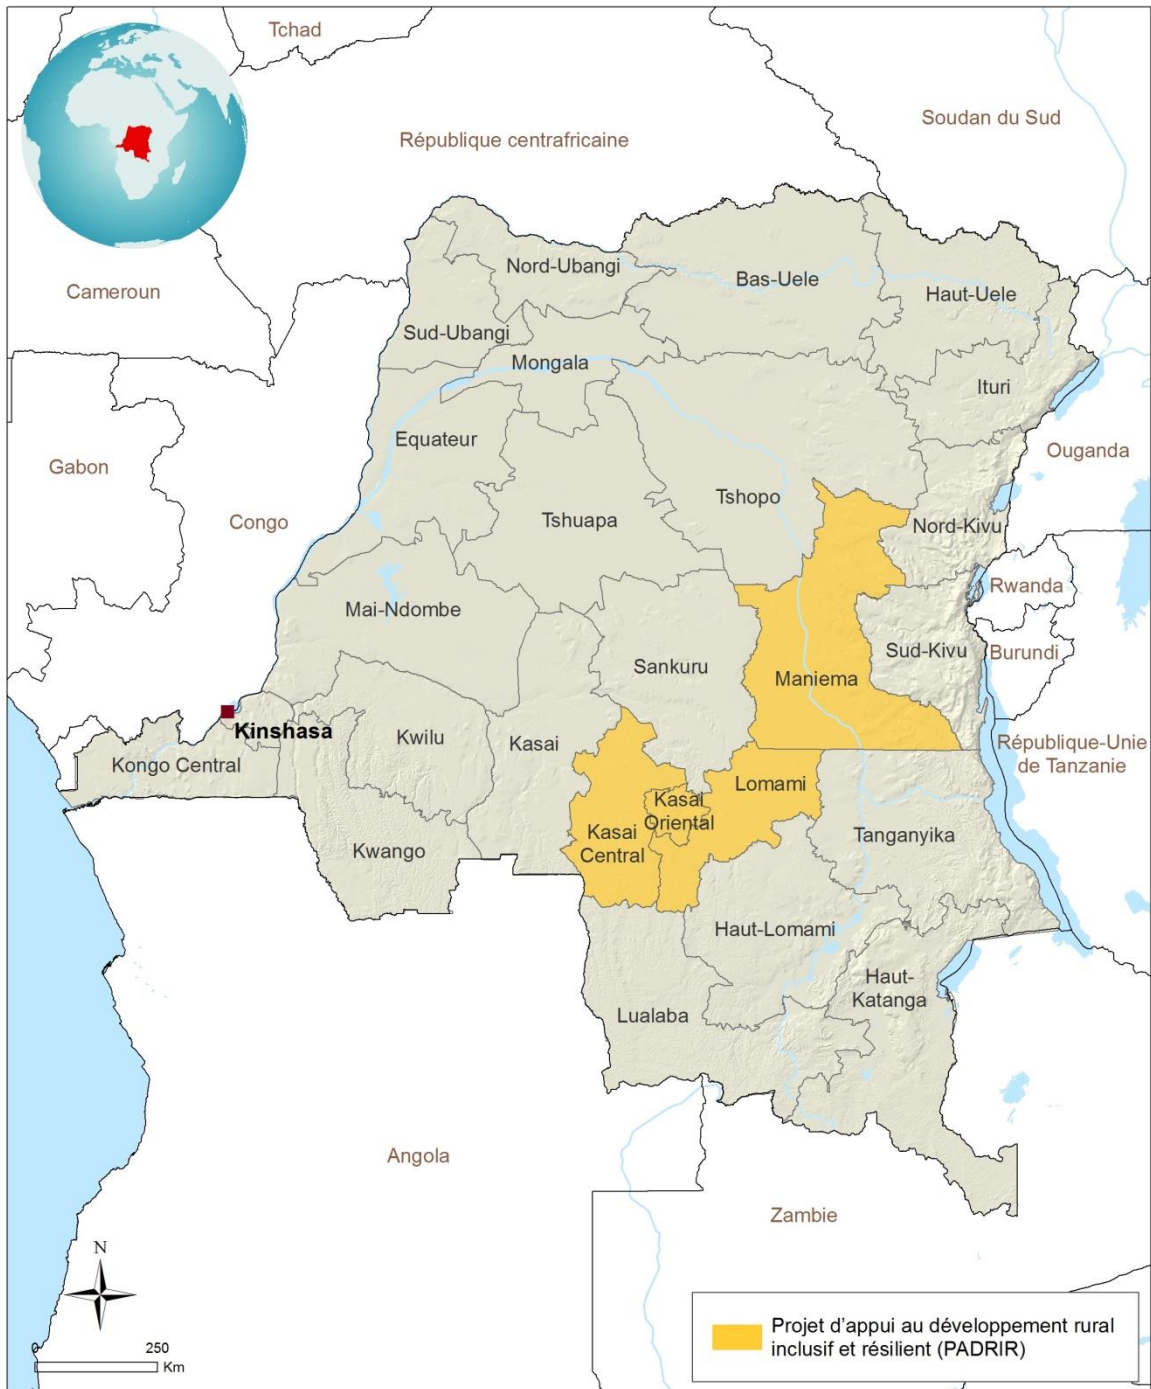 Tchad
Soudan du Sud
République centrafricaine
Cameroun
Nord-Ubangi
Bas-Uele
Haut-Uele
Sud-Ubangi
Mongala
Ituri
Equateur
Ouganda
Gabon
Tshopo
Congo
Tshuapa
Nord-Kivu
Rwanda
Mai-Ndombe
Sankuru
Sud-Kivu
Burundi
Maniema
Kinshasa
Kwilu
Kasai
République-Unie
de Tanzanie
Kongo Central
Lomami
Kasai
Oriental
Kasai
Central
Tanganyika
Kwango
Haut-Lomami
Haut-
Katanga
Lualaba
Angola
Zambie
N
0 250
Km
Projet d'appui au développement rural
inclusif et résilient (PADRIR)